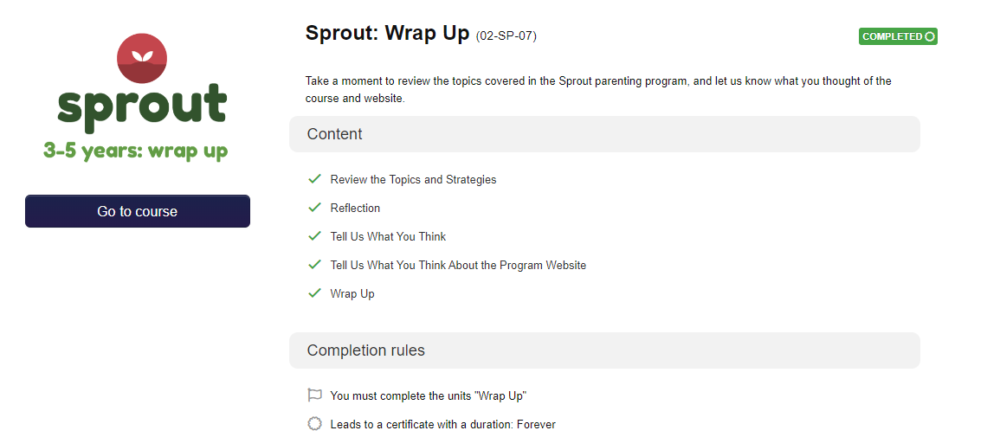 sprout
3-5 years: wrap up
Go to course
Sprout: Wrap Up (02-SP-07)
COMPLETED
Take a moment to review the topics covered in the Sprout parenting program, and let us know what you thought of the
course and website.
Content
Review the Topics and Strategies
Reflection
Tell Us What You Think
Tell Us What You Think About the Program Website
Wrap Up
Completion rules
You must complete the units "Wrap Up"
Leads to a certificate with a duration: Forever